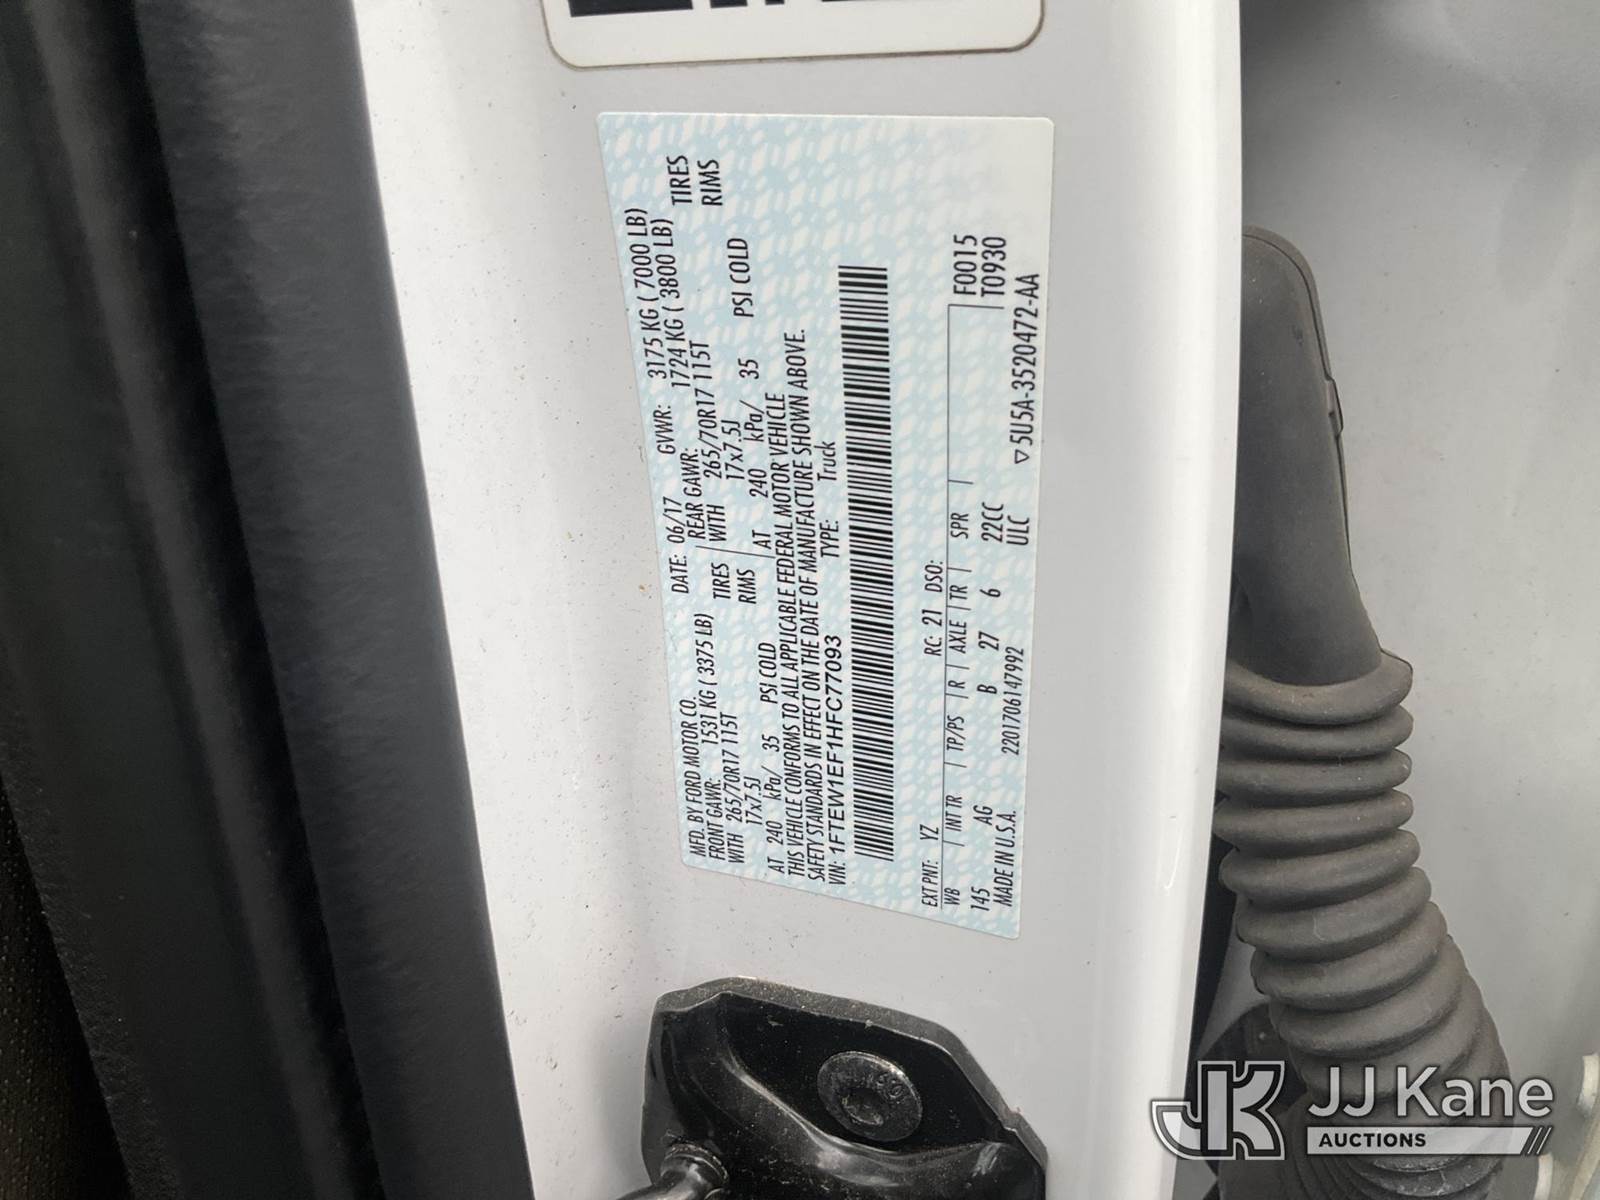 MFD. BY FORD MOTOR CO.
DATE: 06/17 GVWR: 3175 KG ( 7000 LB)
FRONT GAWR: 1531 KG ( 3375 LB) REAR GAWR: 1724 KG ( 3800 LB)
WITH 265/70R17 115T TIRES WITH 265/70R17 115T TIRES
17x7.5J RIMS 17x7.5J RIMS
AT 240 kPa/ 35 PSI COLD AT 240 kPa/ 35 PSI COLD
THIS VEHICLE CONFORMS TO ALL APPLICABLE FEDERAL MOTOR VEHICLE
SAFETY STANDARDS IN EFFECT ON THE DATE OF MANUFACTURE SHOWN ABOVE.
VIN: 1FTEW1EF1HFC77093 TYPE: Truck
EXT PNT: YZ RC: 21 DSO:
WB | INT TR | TP/PS | R | AXLE | TR | SPR | F0015
145 AG B 27 6 22CC T0930
MADE IN U.S.A. 2201706147992 ULC ▽5U5A-3520472-AA
JK JJ Kane
AUCTIONS